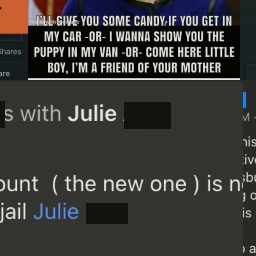 I'LL GIVE YOU SOME CANDY IF YOU GET IN
MY CAR -OR- I WANNA SHOW YOU THE
PUPPY IN MY VAN -OR- COME HERE LITTLE
BOY, I'M A FRIEND OF YOUR MOTHER
Shares
are
s with Julie
ount ( the new one ) is n
jail Julie